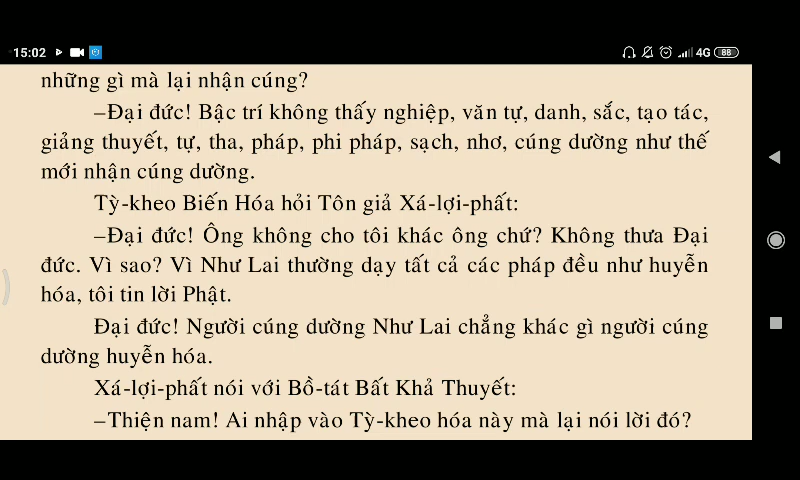 15:02
4G 88
những gì mà lại nhận cúng?
–Đại đức! Bậc trí không thấy nghiệp, văn tự, danh, sắc, tạo tác,
giảng thuyết, tự, tha, pháp, phi pháp, sạch, nhơ, cúng dường như thế
mới nhận cúng dường.
Tỳ-kheo Biến Hóa hỏi Tôn giả Xá-lợi-phất:
–Đại đức! Ông không cho tôi khác ông chứ? Không thưa Đại
đức. Vì sao? Vì Như Lai thường dạy tất cả các pháp đều như huyễn
hóa, tôi tin lời Phật.
Đại đức! Người cúng dường Như Lai chẳng khác gì người cúng
dường huyễn hóa.
Xá-lợi-phất nói với Bồ-tát Bất Khả Thuyết:
–Thiện nam! Ai nhập vào Tỳ-kheo hóa này mà lại nói lời đó?